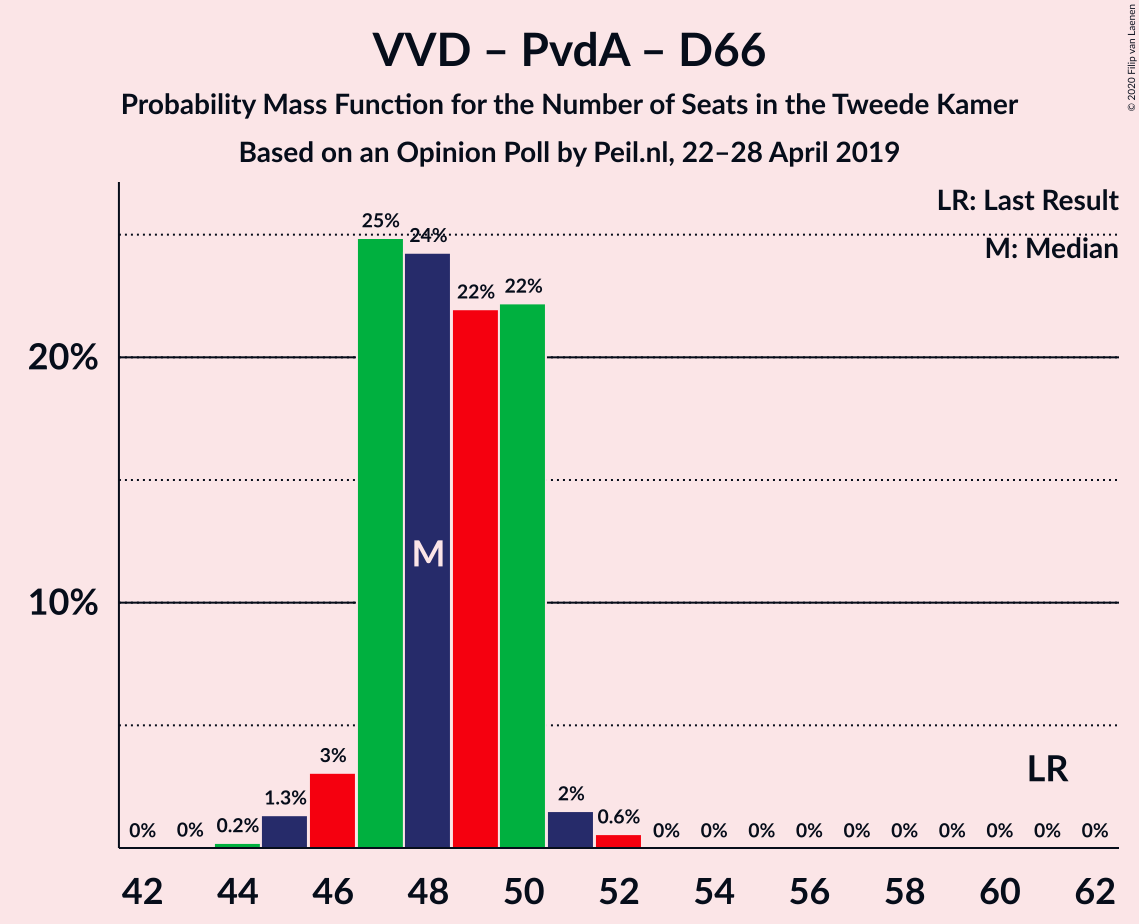 VVD – PvdA – D66
Probability Mass Function for the Number of Seats in the Tweede Kamer
Based on an Opinion Poll by Peil.nl, 22–28 April 2019
© 2020 Filip van Laenen
LR: Last Result
M: Median
25%
24%
22%
22%
20%
M
10%
3%
LR
1.3%
2%
0.6%
0.2%
0% 0% 0% 0% 0% 0% 0% 0% 0% 0% 0% 0%
42 44 46 48 50 52 54 56 58 60 62